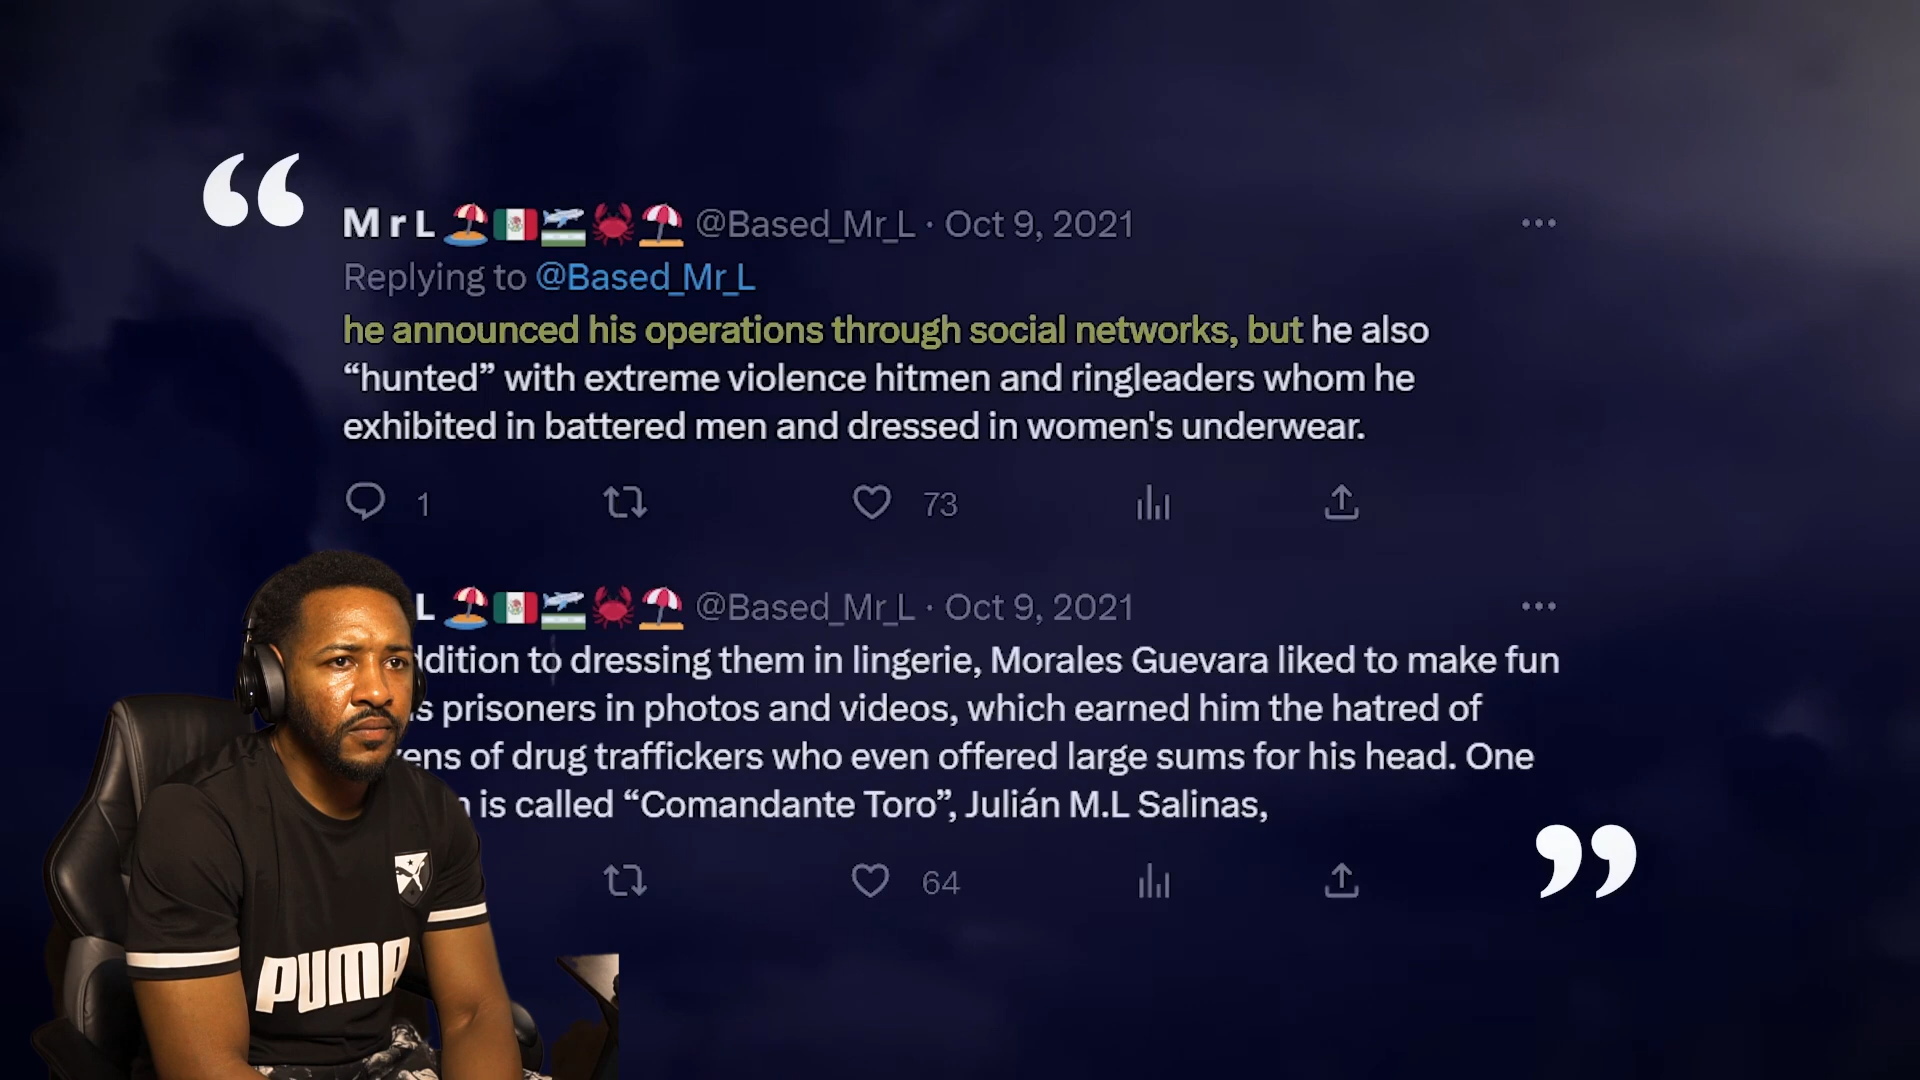 “
M r L @Based_Mr_L · Oct 9, 2021
Replying to @Based_Mr_L
he announced his operations through social networks, but he also
“hunted” with extreme violence hitmen and ringleaders whom he
exhibited in battered men and dressed in women's underwear.
1 73
L @Based_Mr_L · Oct 9, 2021
to dressing them in lingerie, Morales Guevara liked to make fun
prisoners in photos and videos, which earned him the hatred of
of drug traffickers who even offered large sums for his head. One
is called “Comandante Toro”, Julián M.L Salinas,
”
64
PUMA